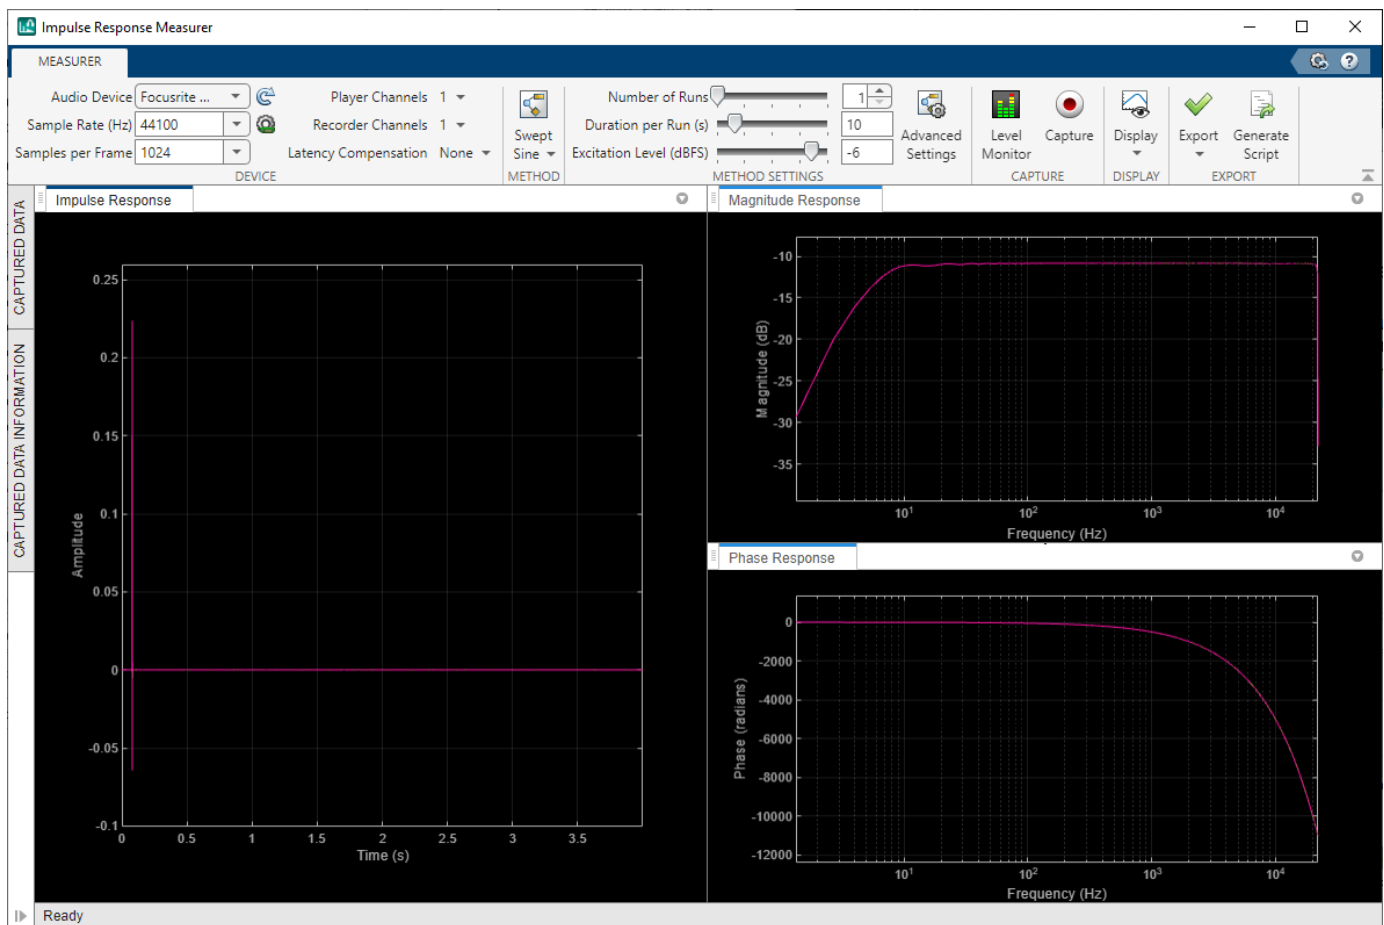 Impulse Response Measurer
MEASURER
Audio Device Focusrite ... Player Channels 1 Number of Runs 1
Sample Rate (Hz) 44100 Recorder Channels 1 Duration per Run (s) 10
Samples per Frame 1024 Latency Compensation None Excitation Level (dBFS) -6
Swept Sine
Advanced Settings
Level Monitor
Capture
Display
Export
Generate Script
DEVICE METHOD METHOD SETTINGS CAPTURE DISPLAY EXPORT
CAPTURED DATA
CAPTURED DATA INFORMATION
Impulse Response
0.25
0.2
0.15
0.1
0.05
0
-0.05
-0.1
Amplitude
0 0.5 1 1.5 2 2.5 3 3.5
Time (s)
Magnitude Response
-10
-15
-20
-25
-30
-35
Magnitude (dB)
10¹ 10² 10³ 10⁴
Frequency (Hz)
Phase Response
0
-2000
-4000
-6000
-8000
-10000
-12000
Phase (radians)
10¹ 10² 10³ 10⁴
Frequency (Hz)
Ready